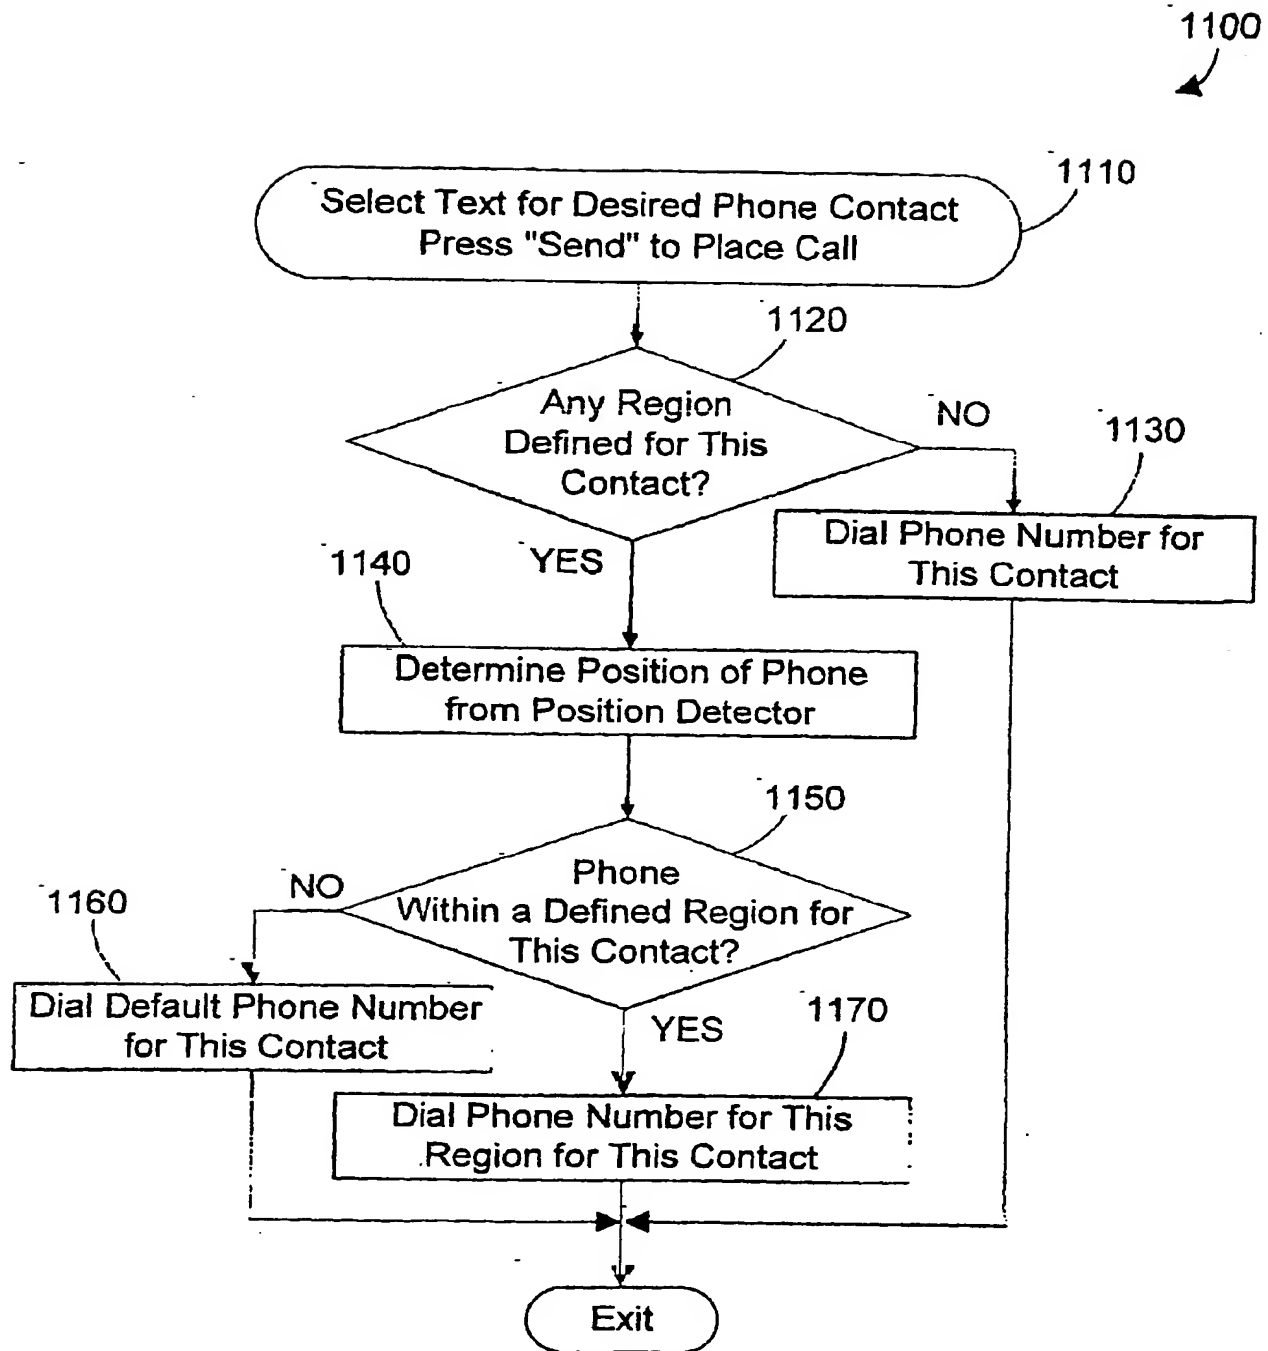 1100
1110
Select Text for Desired Phone Contact
Press "Send" to Place Call
1120
Any Region
Defined for This
Contact?
NO
1130
Dial Phone Number for
This Contact
YES
1140
Determine Position of Phone
from Position Detector
1150
Phone
Within a Defined Region for
This Contact?
NO
1160
Dial Default Phone Number
for This Contact
YES
1170
Dial Phone Number for This
Region for This Contact
Exit